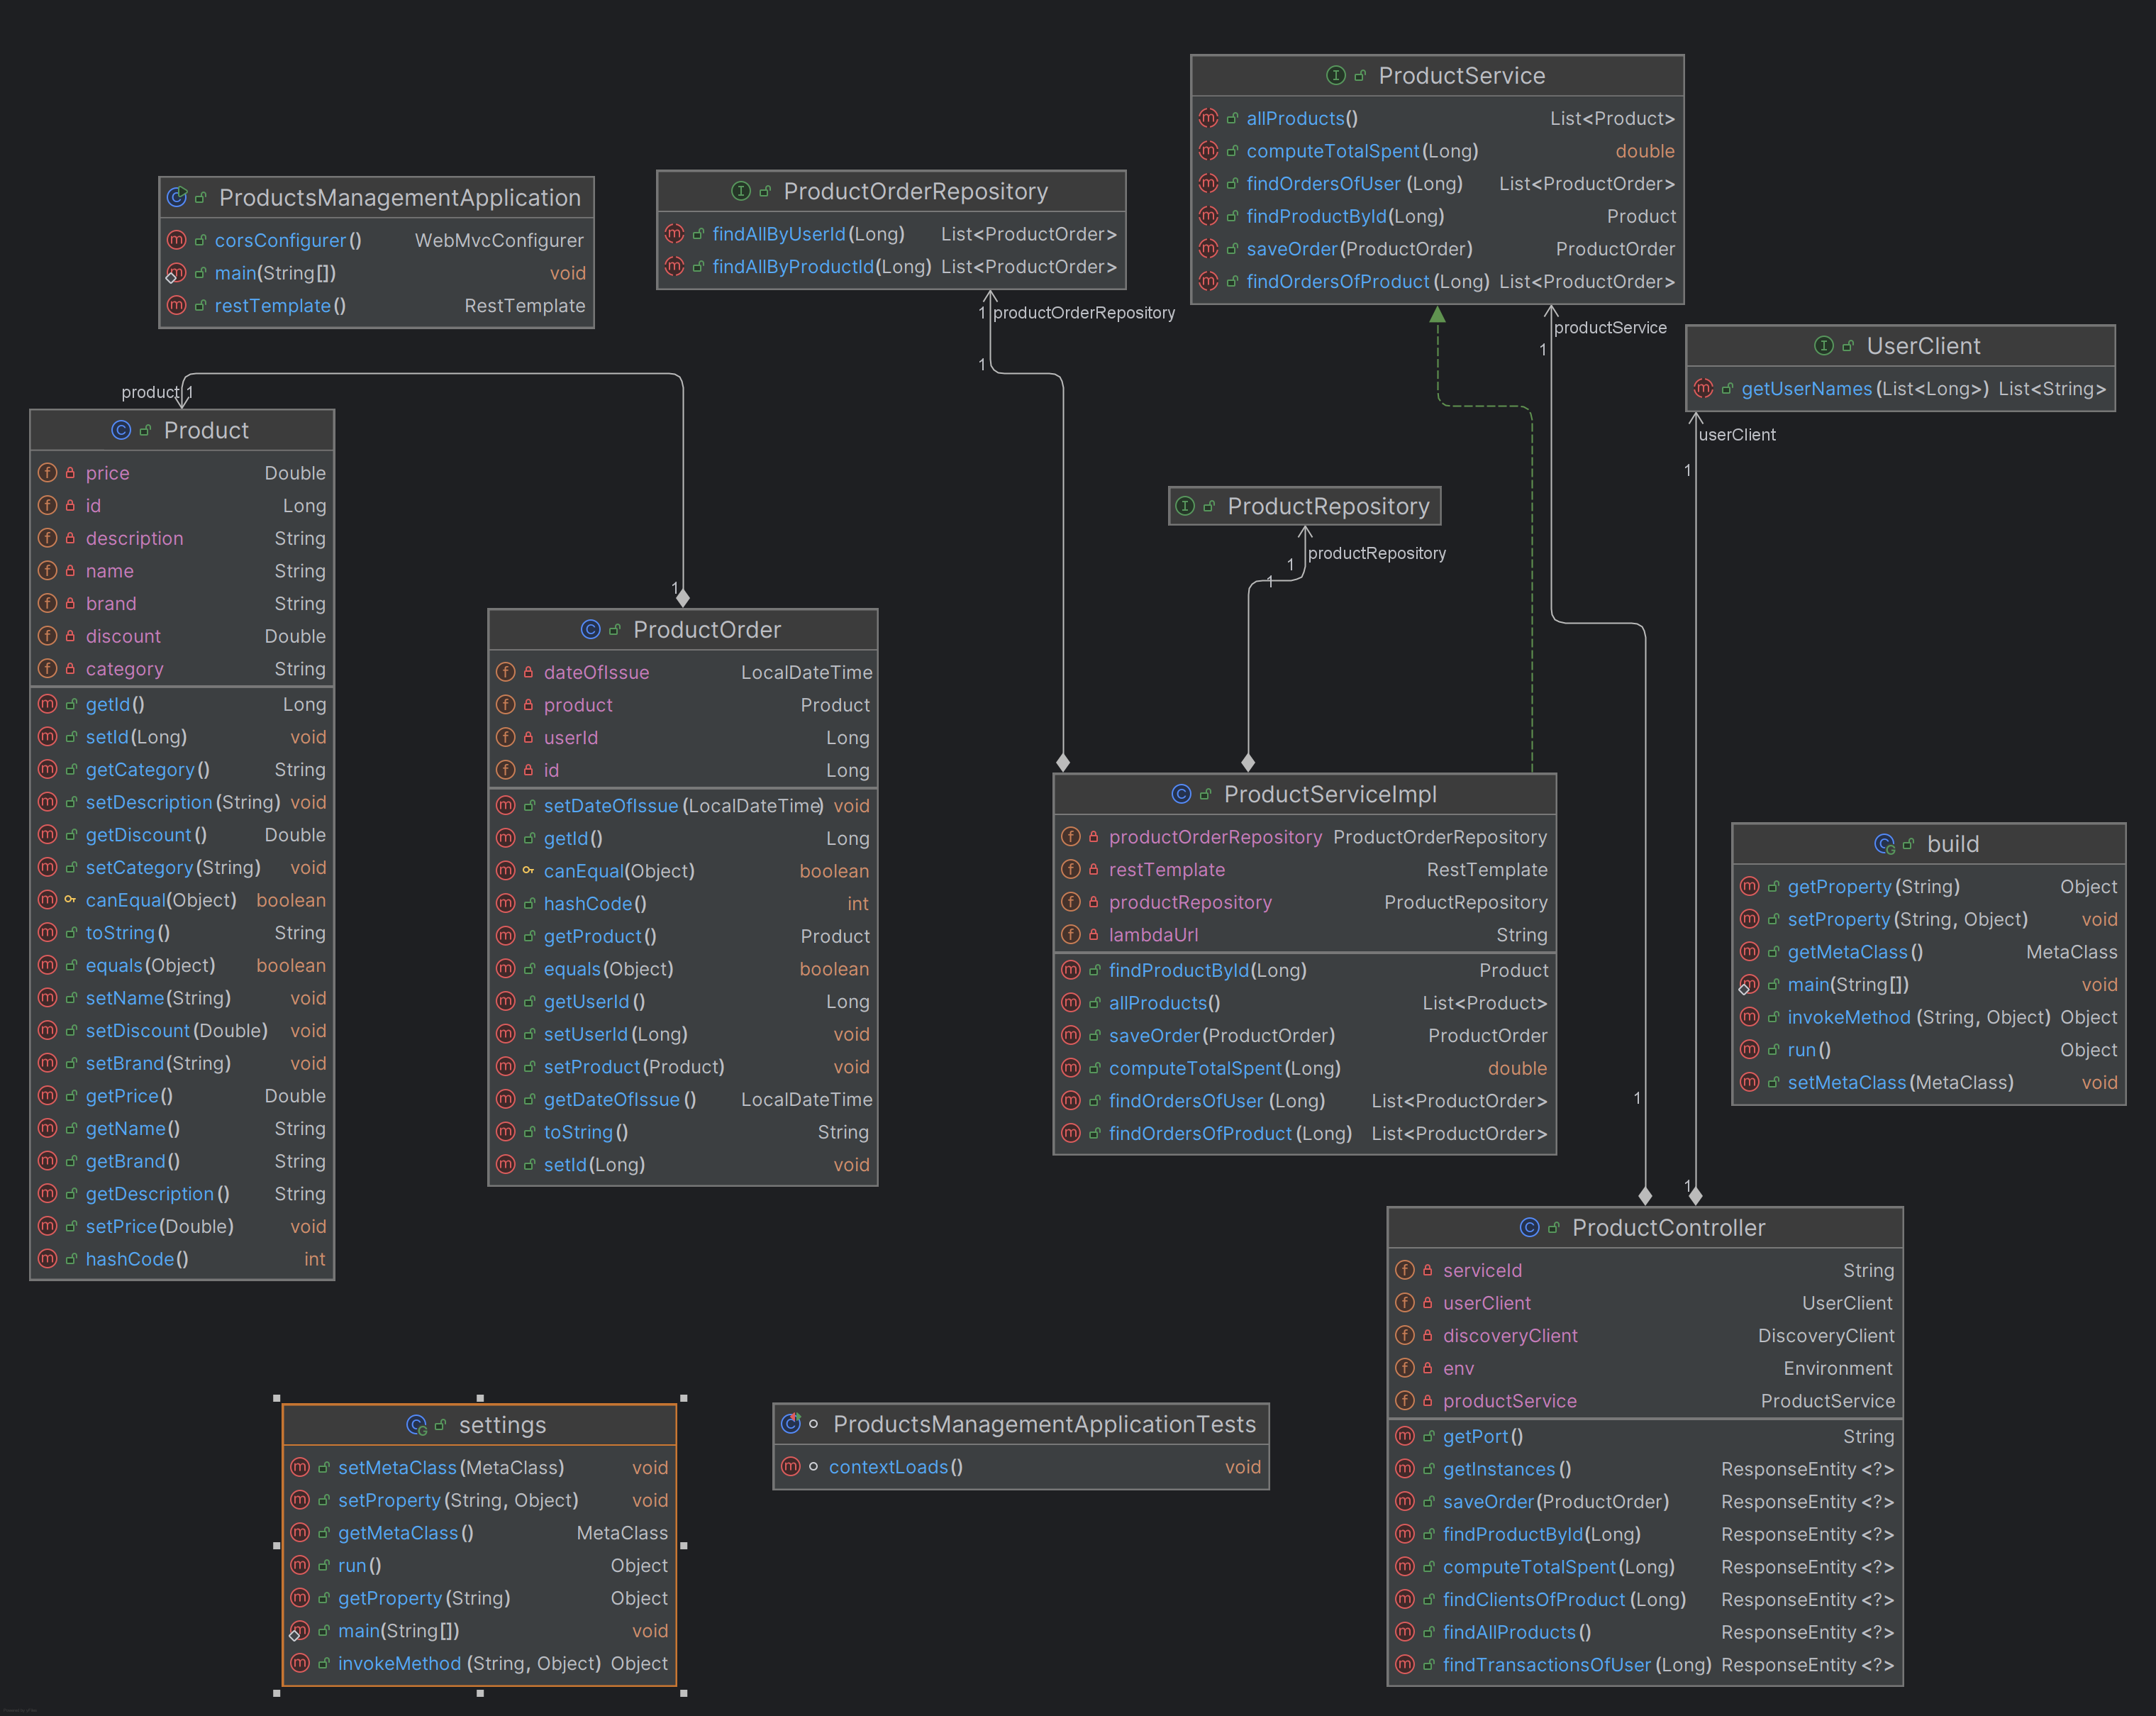 ProductService
allProducts() List<Product>
computeTotalSpent(Long) double
findOrdersOfUser(Long) List<ProductOrder>
findProductById(Long) Product
saveOrder(ProductOrder) ProductOrder
findOrdersOfProduct(Long) List<ProductOrder>
ProductsManagementApplication
corsConfigurer() WebMvcConfigurer
main(String[]) void
restTemplate() RestTemplate
ProductOrderRepository
findAllByUserId(Long) List<ProductOrder>
findAllByProductId(Long) List<ProductOrder>
1 productOrderRepository
1
productService
1
UserClient
getUserNames(List<Long>) List<String>
userClient
1
product 1
Product
price Double
id Long
description String
name String
brand String
discount Double
category String
getId() Long
setId(Long) void
getCategory() String
setDescription(String) void
getDiscount() Double
setCategory(String) void
canEqual(Object) boolean
toString() String
equals(Object) boolean
setName(String) void
setDiscount(Double) void
setBrand(String) void
getPrice() Double
getName() String
getBrand() String
getDescription() String
setPrice(Double) void
hashCode() int
1
ProductOrder
dateOfIssue LocalDateTime
product Product
userId Long
id Long
setDateOfIssue(LocalDateTime) void
getId() Long
canEqual(Object) boolean
hashCode() int
getProduct() Product
equals(Object) boolean
getUserId() Long
setUserId(Long) void
setProduct(Product) void
getDateOfIssue() LocalDateTime
toString() String
setId(Long) void
ProductRepository
productRepository
1
1
ProductServiceImpl
productOrderRepository ProductOrderRepository
restTemplate RestTemplate
productRepository ProductRepository
lambdaUrl String
findProductById(Long) Product
allProducts() List<Product>
saveOrder(ProductOrder) ProductOrder
computeTotalSpent(Long) double
findOrdersOfUser(Long) List<ProductOrder>
findOrdersOfProduct(Long) List<ProductOrder>
build
getProperty(String) Object
setProperty(String, Object) void
getMetaClass() MetaClass
main(String[]) void
invokeMethod(String, Object) Object
run() Object
setMetaClass(MetaClass) void
1
1
ProductController
serviceId String
userClient UserClient
discoveryClient DiscoveryClient
env Environment
productService ProductService
getPort() String
getInstances() ResponseEntity<?>
saveOrder(ProductOrder) ResponseEntity<?>
findProductById(Long) ResponseEntity<?>
computeTotalSpent(Long) ResponseEntity<?>
findClientsOfProduct(Long) ResponseEntity<?>
findAllProducts() ResponseEntity<?>
findTransactionsOfUser(Long) ResponseEntity<?>
settings
setMetaClass(MetaClass) void
setProperty(String, Object) void
getMetaClass() MetaClass
run() Object
getProperty(String) Object
main(String[]) void
invokeMethod(String, Object) Object
ProductsManagementApplicationTests
contextLoads() void